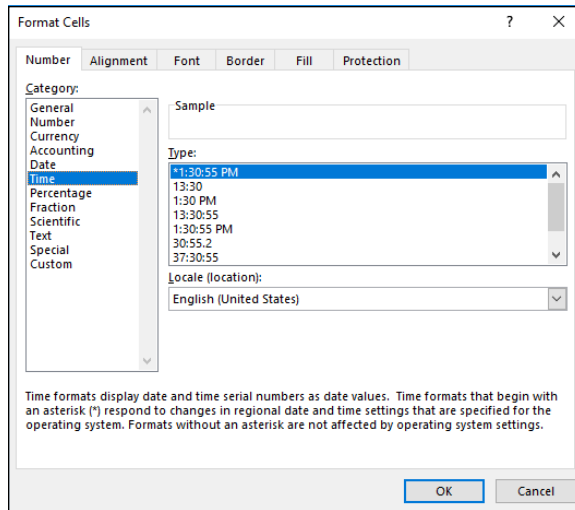 Format Cells
?
Number Alignment Font Border Fill Protection
Category:
General
Number
Currency
Accounting
Date
Time
Percentage
Fraction
Scientific
Text
Special
Custom
Sample
Type:
*1:30:55 PM
13:30
1:30 PM
13:30:55
1:30:55 PM
30:55.2
37:30:55
Locale (location):
English (United States)
Time formats display date and time serial numbers as date values. Time formats that begin with
an asterisk (*) respond to changes in regional date and time settings that are specified for the
operating system. Formats without an asterisk are not affected by operating system settings.
OK Cancel